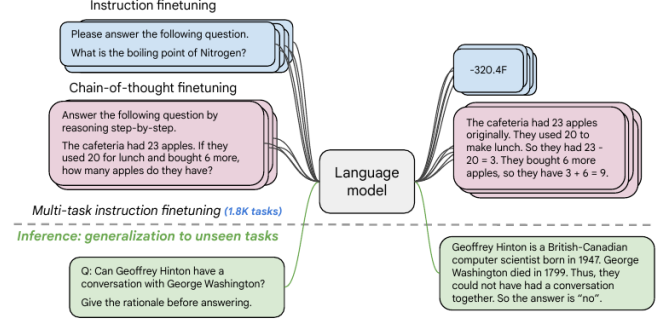 Instruction finetuning
Please answer the following question.
What is the boiling point of Nitrogen?
-320.4F
Chain-of-thought finetuning
Answer the following question by
reasoning step-by-step.
The cafeteria had 23 apples. If they
used 20 for lunch and bought 6 more,
how many apples do they have?
Language
model
The cafeteria had 23 apples
originally. They used 20 to
make lunch. So they had 23 -
20 = 3. They bought 6 more
apples, so they have 3 + 6 = 9.
Multi-task instruction finetuning (1.8K tasks)
Inference: generalization to unseen tasks
Q: Can Geoffrey Hinton have a
conversation with George Washington?
Give the rationale before answering.
Geoffrey Hinton is a British-Canadian
computer scientist born in 1947. George
Washington died in 1799. Thus, they
could not have had a conversation
together. So the answer is “no”.